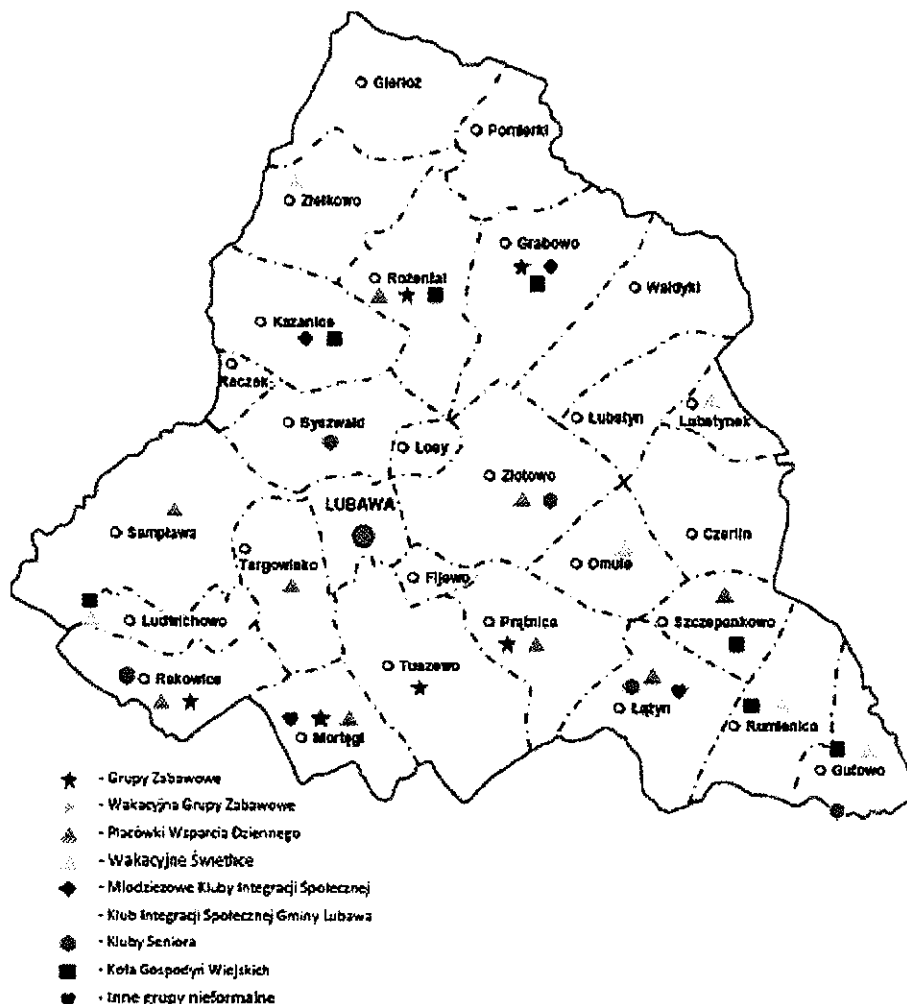 Gierłoż
Pomierki
Zielkowo
Grabowo
Rożental
Wałdyki
Kazanice
Raczek
Byszwałd
Lubstyn
Lubstynek
Losy
Złotowo
LUBAWA
Sampława
Czerlin
Targowisko
Omule
Fijewo
Ludwichowo
Prątnica
Szczepankowo
Rakowice
Tuszewo
Łążyn
Rumienica
Mortęgi
Gutowo
- Grupy Zabawowe
- Wakacyjna Grupy Zabawowe
- Placówki Wsparcia Dziennego
- Wakacyjne Świetlice
- Młodzieżowe Kluby Integracji Społecznej
- Klub Integracji Społecznej Gminy Lubawa
- Kluby Seniora
- Koła Gospodyń Wiejskich
- Inne grupy nieformalne